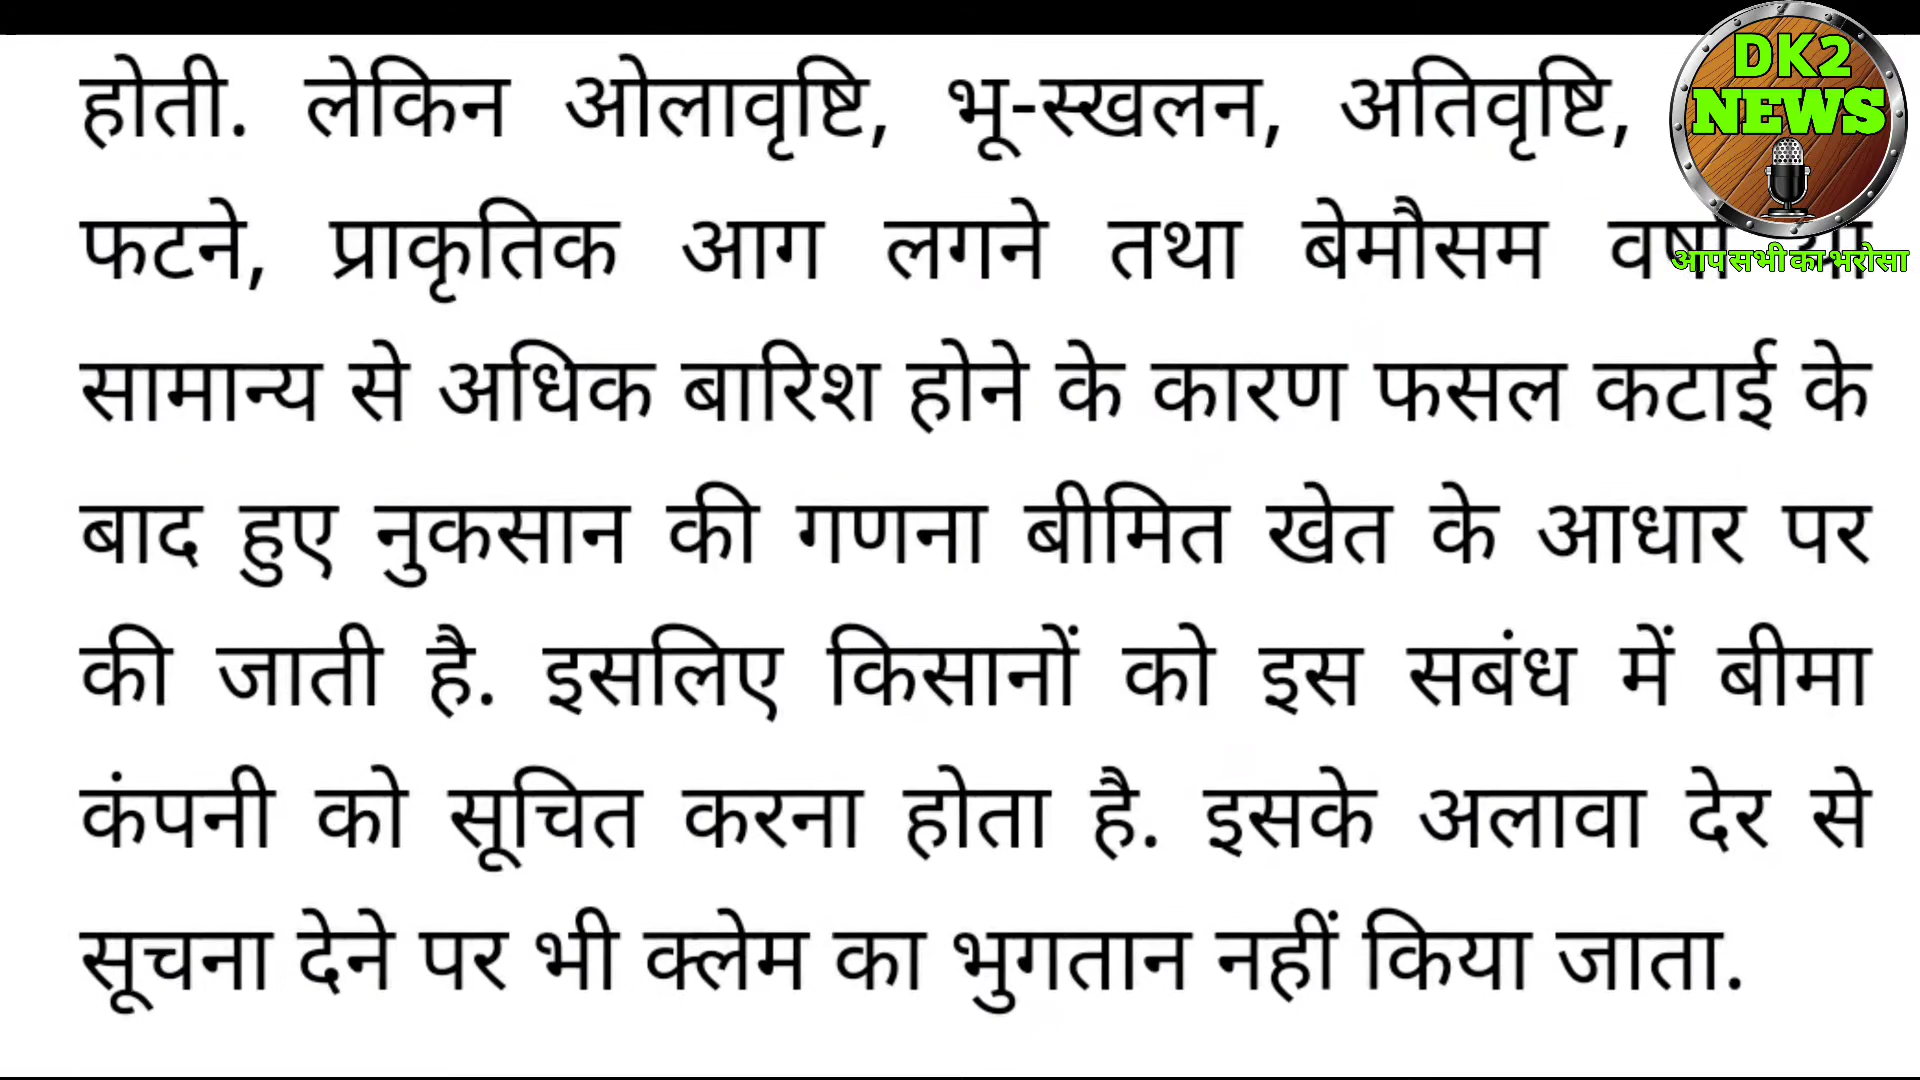 होती. लेकिन ओलावृष्टि, भू-स्खलन, अतिवृष्टि,
DK2
NEWS
आप सभी का भरोसा
फटने, प्राकृतिक आग लगने तथा बेमौसम
सामान्य से अधिक बारिश होने के कारण फसल कटाई के
बाद हुए नुकसान की गणना बीमित खेत के आधार पर
की जाती है. इसलिए किसानों को इस सबंध में बीमा
कंपनी को सूचित करना होता है. इसके अलावा देर से
सूचना देने पर भी क्लेम का भुगतान नहीं किया जाता.